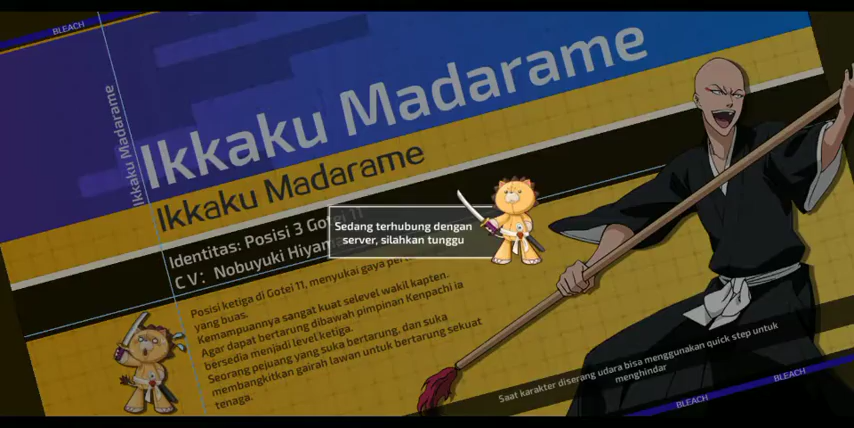 BLEACH
Ikkaku Madarame
Ikkaku Madarame
Ikkaku Madarame
Identitas: Posisi 3 Gotei 11
CV: Nobuyuki Hiyama
Sedang terhubung dengan
server, silahkan tunggu
Posisi ketiga di Gotei 11, menyukai gaya
yang buas.
Kemampuannya sangat kuat selevel wakil kapten.
Agar dapat bertarung dibawah pimpinan Kenpachi ia
bersedia menjadi level ketiga.
Seorang pejuang yang suka bertarung, dan suka
membangkitkan gairah lawan untuk bertarung sekuat
tenaga.
Saat karakter diserang udara bisa menggunakan quick step untuk
menghindar
BLEACH
BLEACH